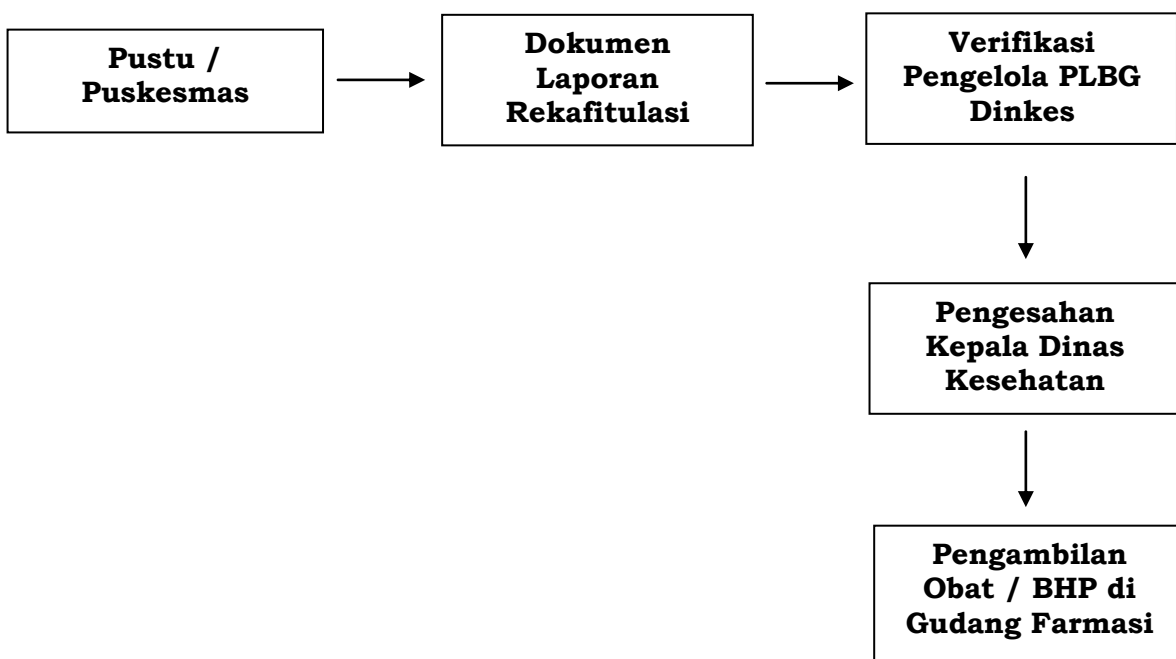 Pustu /
Puskesmas
Dokumen
Laporan
Rekafitulasi
Verifikasi
Pengelola PLBG
Dinkes
Pengesahan
Kepala Dinas
Kesehatan
Pengambilan
Obat / BHP di
Gudang Farmasi